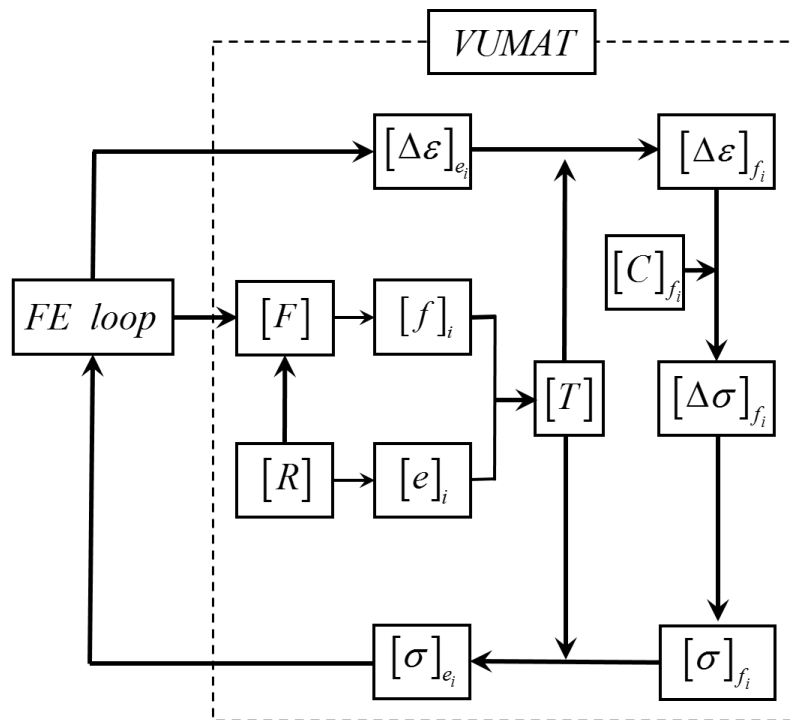 VUMAT
[Δε]_{e_i}
[Δε]_{f_i}
[C]_{f_i}
FE loop
[F]
[f]_i
[T]
[Δσ]_{f_i}
[R]
[e]_i
[σ]_{e_i}
[σ]_{f_i}